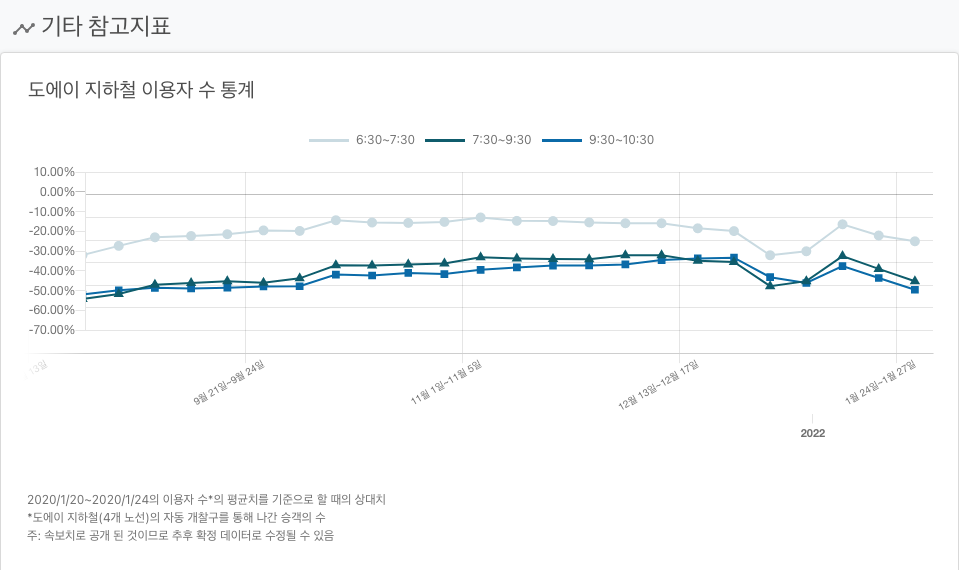 기타 참고지표
도에이 지하철 이용자 수 통계
6:30~7:30 7:30~9:30 9:30~10:30
10.00%
0.00%
-10.00%
-20.00%
-30.00%
-40.00%
-50.00%
-60.00%
-70.00%
13일
9월 21일~9월 24일
11월 1일~11월 5일
12월 13일~12월 17일
1월 24일~1월 27일
2022
2020/1/20~2020/1/24의 이용자 수*의 평균치를 기준으로 할 때의 상대치
*도에이 지하철(4개 노선)의 자동 개찰구를 통해 나간 승객의 수
주: 속보치로 공개 된 것이므로 추후 확정 데이터로 수정될 수 있음